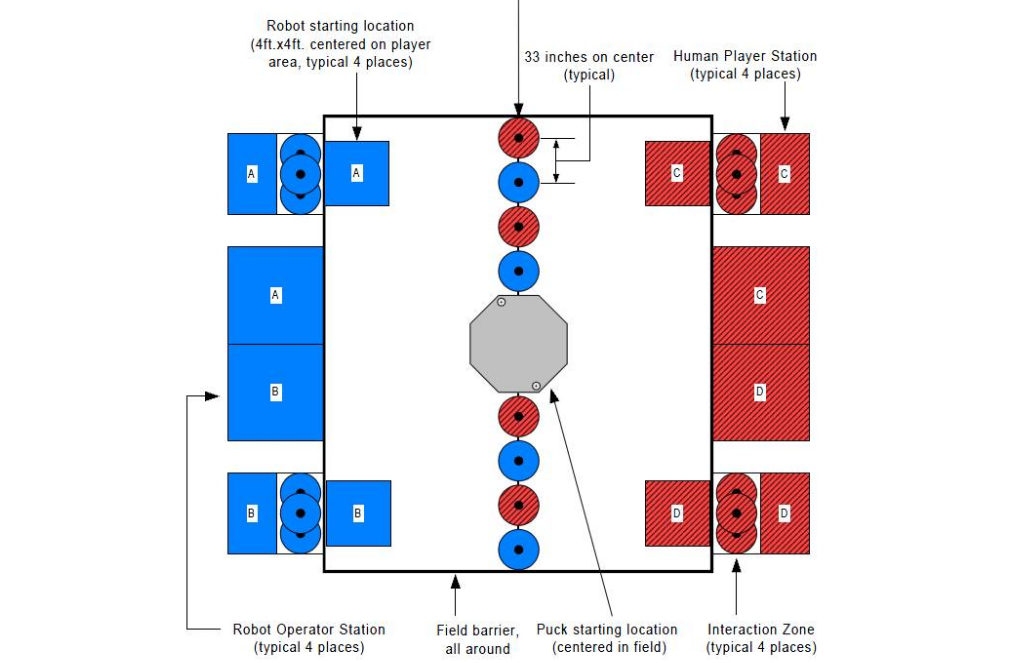 Robot starting location
(4ft.x4ft. centered on player
area, typical 4 places)
33 inches on center
(typical)
Human Player Station
(typical 4 places)
A
A
C
C
A
C
B
D
B
B
D
D
Robot Operator Station
(typical 4 places)
Field barrier,
all around
Puck starting location
(centered in field)
Interaction Zone
(typical 4 places)